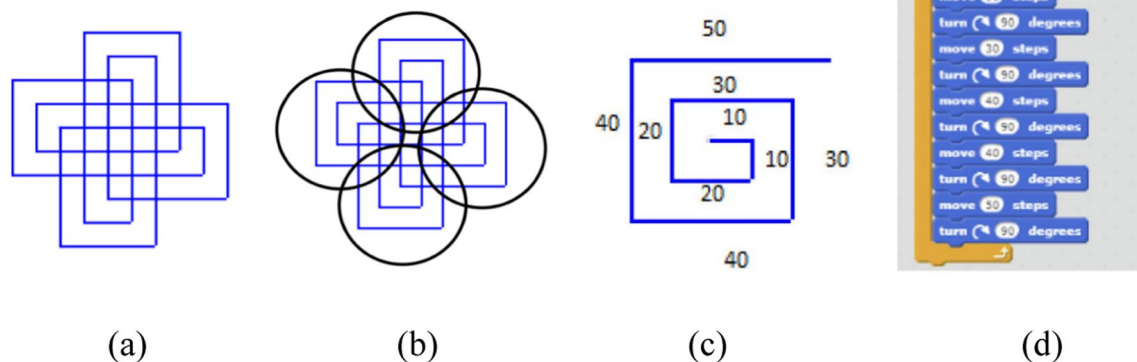 50
30
10
40
20
10
30
20
40
turn 90 degrees
move 30 steps
turn 90 degrees
move 40 steps
turn 90 degrees
move 40 steps
turn 90 degrees
move 50 steps
turn 90 degrees
(a)
(b)
(c)
(d)